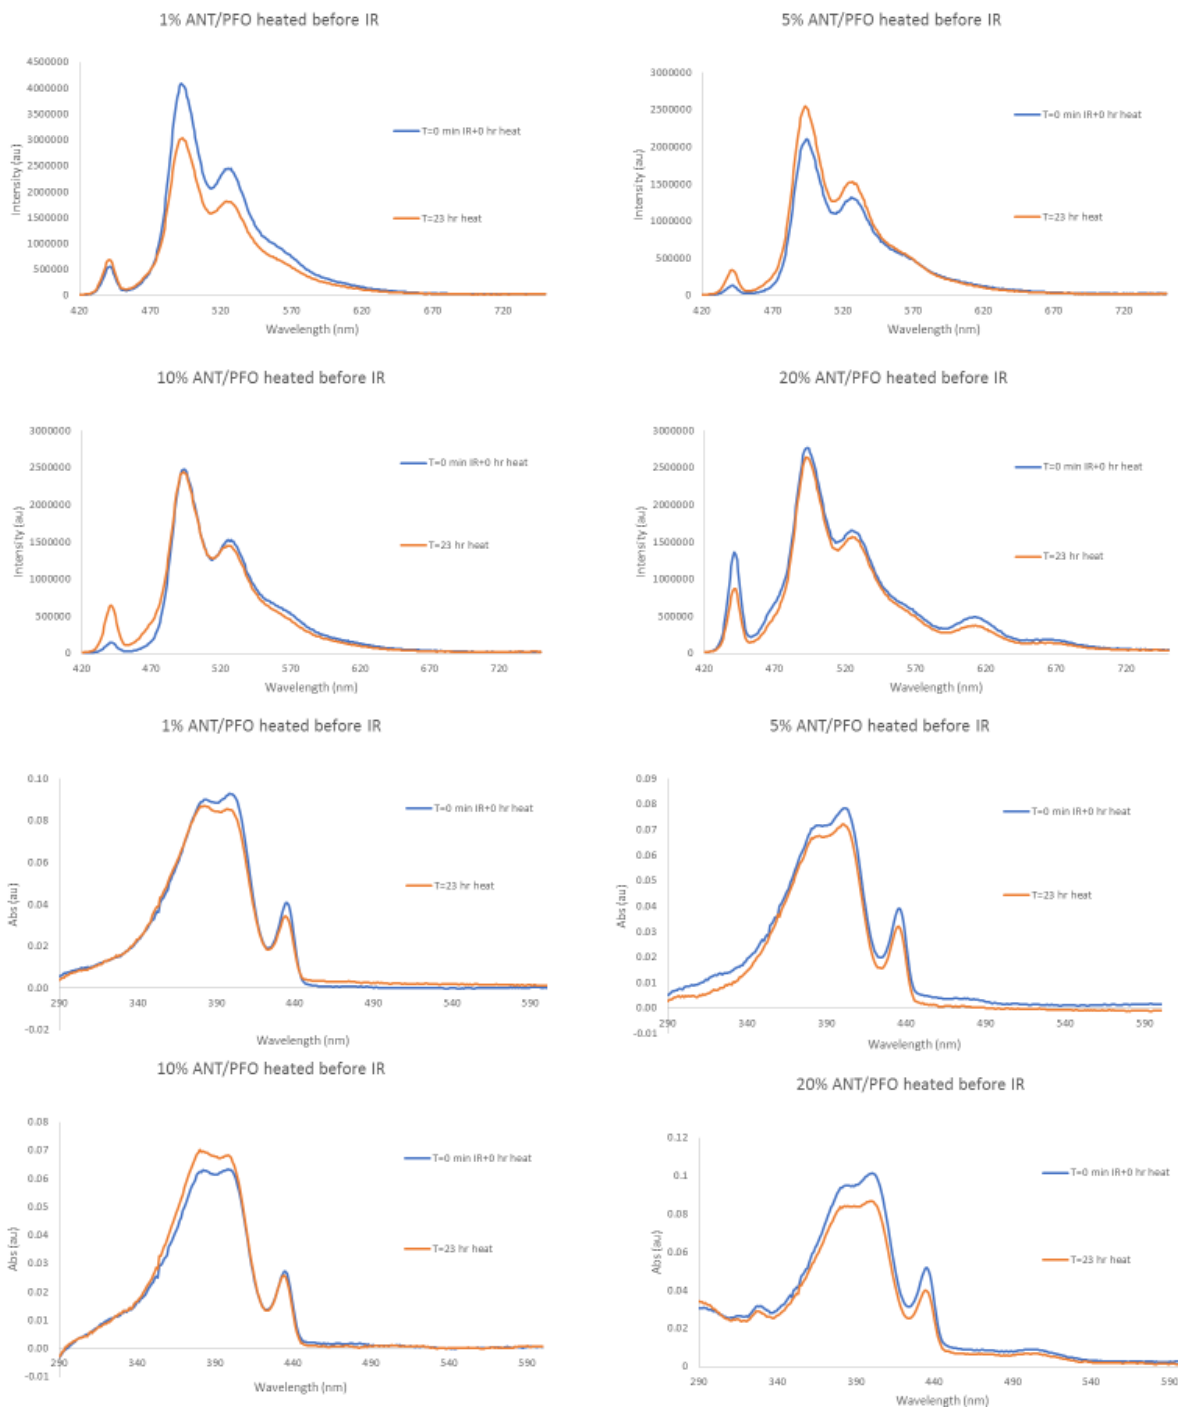 1% ANT/PFO heated before IR
4500000
4000000
3500000
3000000
2500000
2000000
1500000
1000000
500000
0
Intensity (au)
420 470 520 570 620 670 720
Wavelength (nm)
T=0 min IR+0 hr heat
T=23 hr heat
5% ANT/PFO heated before IR
3000000
2500000
2000000
1500000
1000000
500000
0
Intensity (au)
420 470 520 570 620 670 720
Wavelength (nm)
T=0 min IR+0 hr heat
T=23 hr heat
10% ANT/PFO heated before IR
3000000
2500000
2000000
1500000
1000000
500000
0
Intensity (au)
420 470 520 570 620 670 720
Wavelength (nm)
T=0 min IR+0 hr heat
T=23 hr heat
20% ANT/PFO heated before IR
3000000
2500000
2000000
1500000
1000000
500000
0
Intensity (au)
420 470 520 570 620 670 720
Wavelength (nm)
T=0 min IR+0 hr heat
T=23 hr heat
1% ANT/PFO heated before IR
0.10
0.08
0.06
0.04
0.02
0.00
-0.02
Abs (au)
290 340 390 440 490 540 590
Wavelength (nm)
T=0 min IR+0 hr heat
T=23 hr heat
5% ANT/PFO heated before IR
0.09
0.08
0.07
0.06
0.05
0.04
0.03
0.02
0.01
0.00
-0.01
Abs (au)
290 340 390 440 490 540 590
Wavelength (nm)
T=0 min IR+0 hr heat
T=23 hr heat
10% ANT/PFO heated before IR
0.08
0.07
0.06
0.05
0.04
0.03
0.02
0.01
0.00
-0.01
Abs (au)
290 340 390 440 490 540 590
Wavelength (nm)
T=0 min IR+0 hr heat
T=23 hr heat
20% ANT/PFO heated before IR
0.12
0.1
0.08
0.06
0.04
0.02
0
Abs (au)
290 340 390 440 490 540 590
Wavelength (nm)
T=0 min IR+0 hr heat
T=23 hr heat